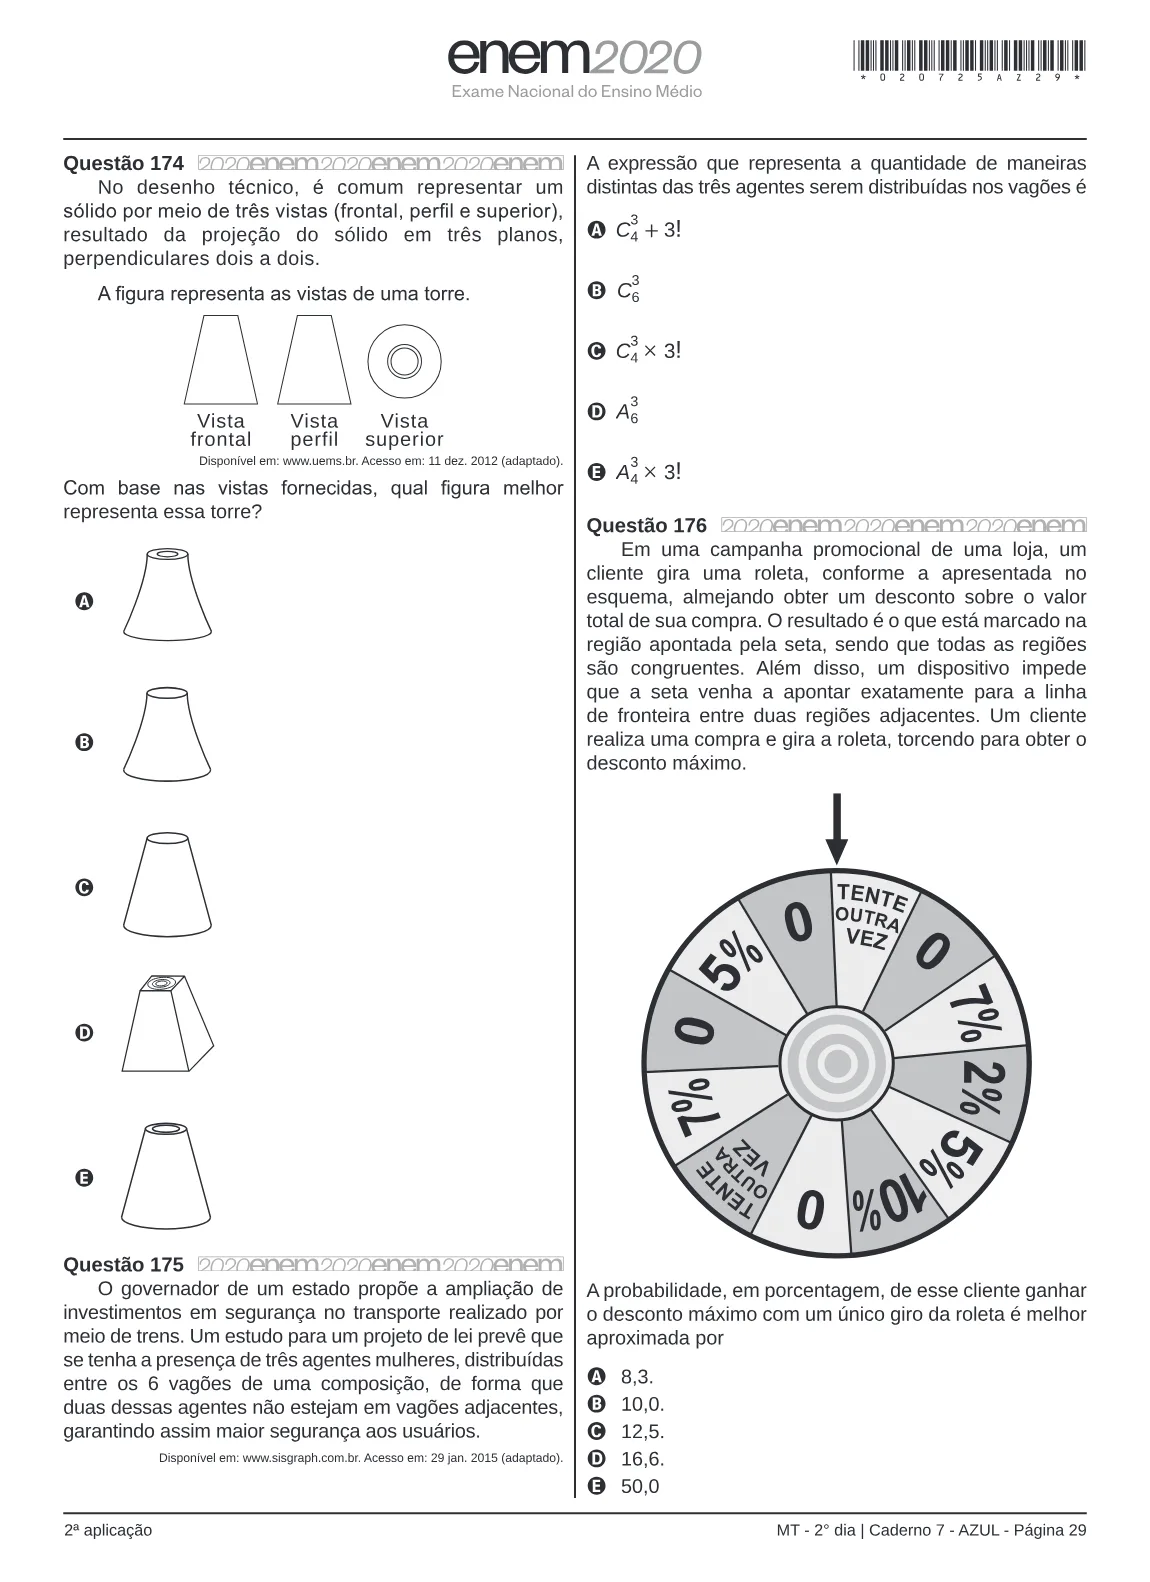 enem2020
Exame Nacional do Ensino Médio
*020725AZ29*
Questão 174 2020enem2020enem2020enem
No desenho técnico, é comum representar um
sólido por meio de três vistas (frontal, perfil e superior),
resultado da projeção do sólido em três planos,
perpendiculares dois a dois.
A figura representa as vistas de uma torre.
Vista frontal
Vista perfil
Vista superior
Disponível em: www.uems.br. Acesso em: 11 dez. 2012 (adaptado).
Com base nas vistas fornecidas, qual figura melhor
representa essa torre?
A
B
C
D
E
Questão 175 2020enem2020enem2020enem
O governador de um estado propõe a ampliação de
investimentos em segurança no transporte realizado por
meio de trens. Um estudo para um projeto de lei prevê que
se tenha a presença de três agentes mulheres, distribuídas
entre os 6 vagões de uma composição, de forma que
duas dessas agentes não estejam em vagões adjacentes,
garantindo assim maior segurança aos usuários.
Disponível em: www.sisgraph.com.br. Acesso em: 29 jan. 2015 (adaptado).
A expressão que representa a quantidade de maneiras
distintas das três agentes serem distribuídas nos vagões é
A C₄³ + 3!
B C₆³
C C₄³ × 3!
D A₆³
E A₄³ × 3!
Questão 176 2020enem2020enem2020enem
Em uma campanha promocional de uma loja, um
cliente gira uma roleta, conforme a apresentada no
esquema, almejando obter um desconto sobre o valor
total de sua compra. O resultado é o que está marcado na
região apontada pela seta, sendo que todas as regiões
são congruentes. Além disso, um dispositivo impede
que a seta venha a apontar exatamente para a linha
de fronteira entre duas regiões adjacentes. Um cliente
realiza uma compra e gira a roleta, torcendo para obter o
desconto máximo.
TENTE
OUTRA
VEZ
0
7%
2%
5%
10%
0
TENTE
OUTRA
VEZ
7%
0
5%
0
A probabilidade, em porcentagem, de esse cliente ganhar
o desconto máximo com um único giro da roleta é melhor
aproximada por
A 8,3.
B 10,0.
C 12,5.
D 16,6.
E 50,0
2ª aplicação
MT - 2° dia | Caderno 7 - AZUL - Página 29